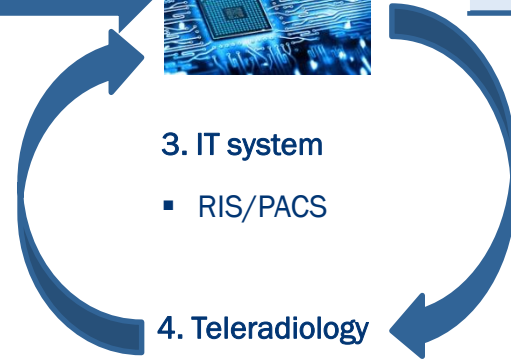 3. IT system
▪ RIS/PACS
4. Teleradiology